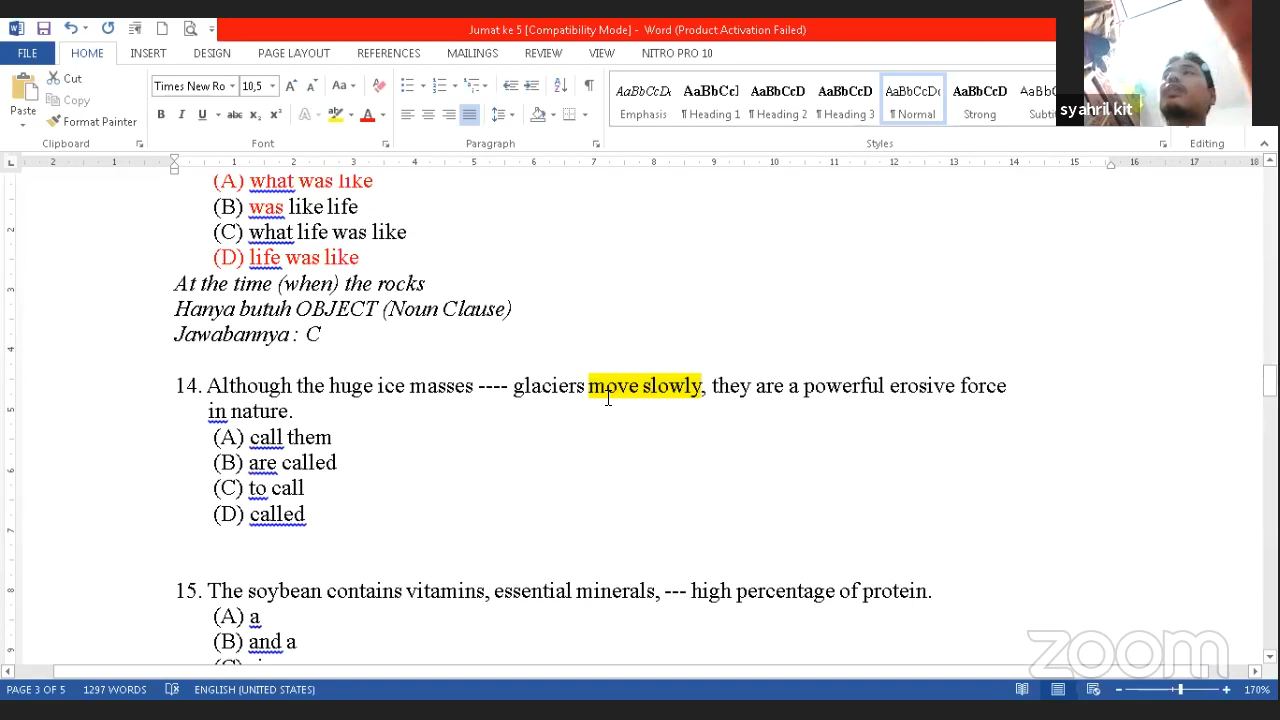 Jumat ke 5 [Compatibility Mode] - Word (Product Activation Failed)
FILE HOME INSERT DESIGN PAGE LAYOUT REFERENCES MAILINGS REVIEW VIEW NITRO PRO 10
Paste Cut Copy Format Painter
Clipboard
Times New Ro 10,5
Font
Paragraph
AaBbCcDc Emphasis
AaBbCc] ¶ Heading 1
AaBbCcD ¶ Heading 2
AaBbCcD ¶ Heading 3
AaBbCcDc ¶ Normal
AaBbCcD Strong
Styles
Editing
syahril kit
(A) what was like
(B) was like life
(C) what life was like
(D) life was like
At the time (when) the rocks
Hanya butuh OBJECT (Noun Clause)
Jawabannya : C
14. Although the huge ice masses ---- glaciers move slowly, they are a powerful erosive force
in nature.
(A) call them
(B) are called
(C) to call
(D) called
15. The soybean contains vitamins, essential minerals, --- high percentage of protein.
(A) a
(B) and a
zoom
PAGE 3 OF 5 1297 WORDS ENGLISH (UNITED STATES) 170%